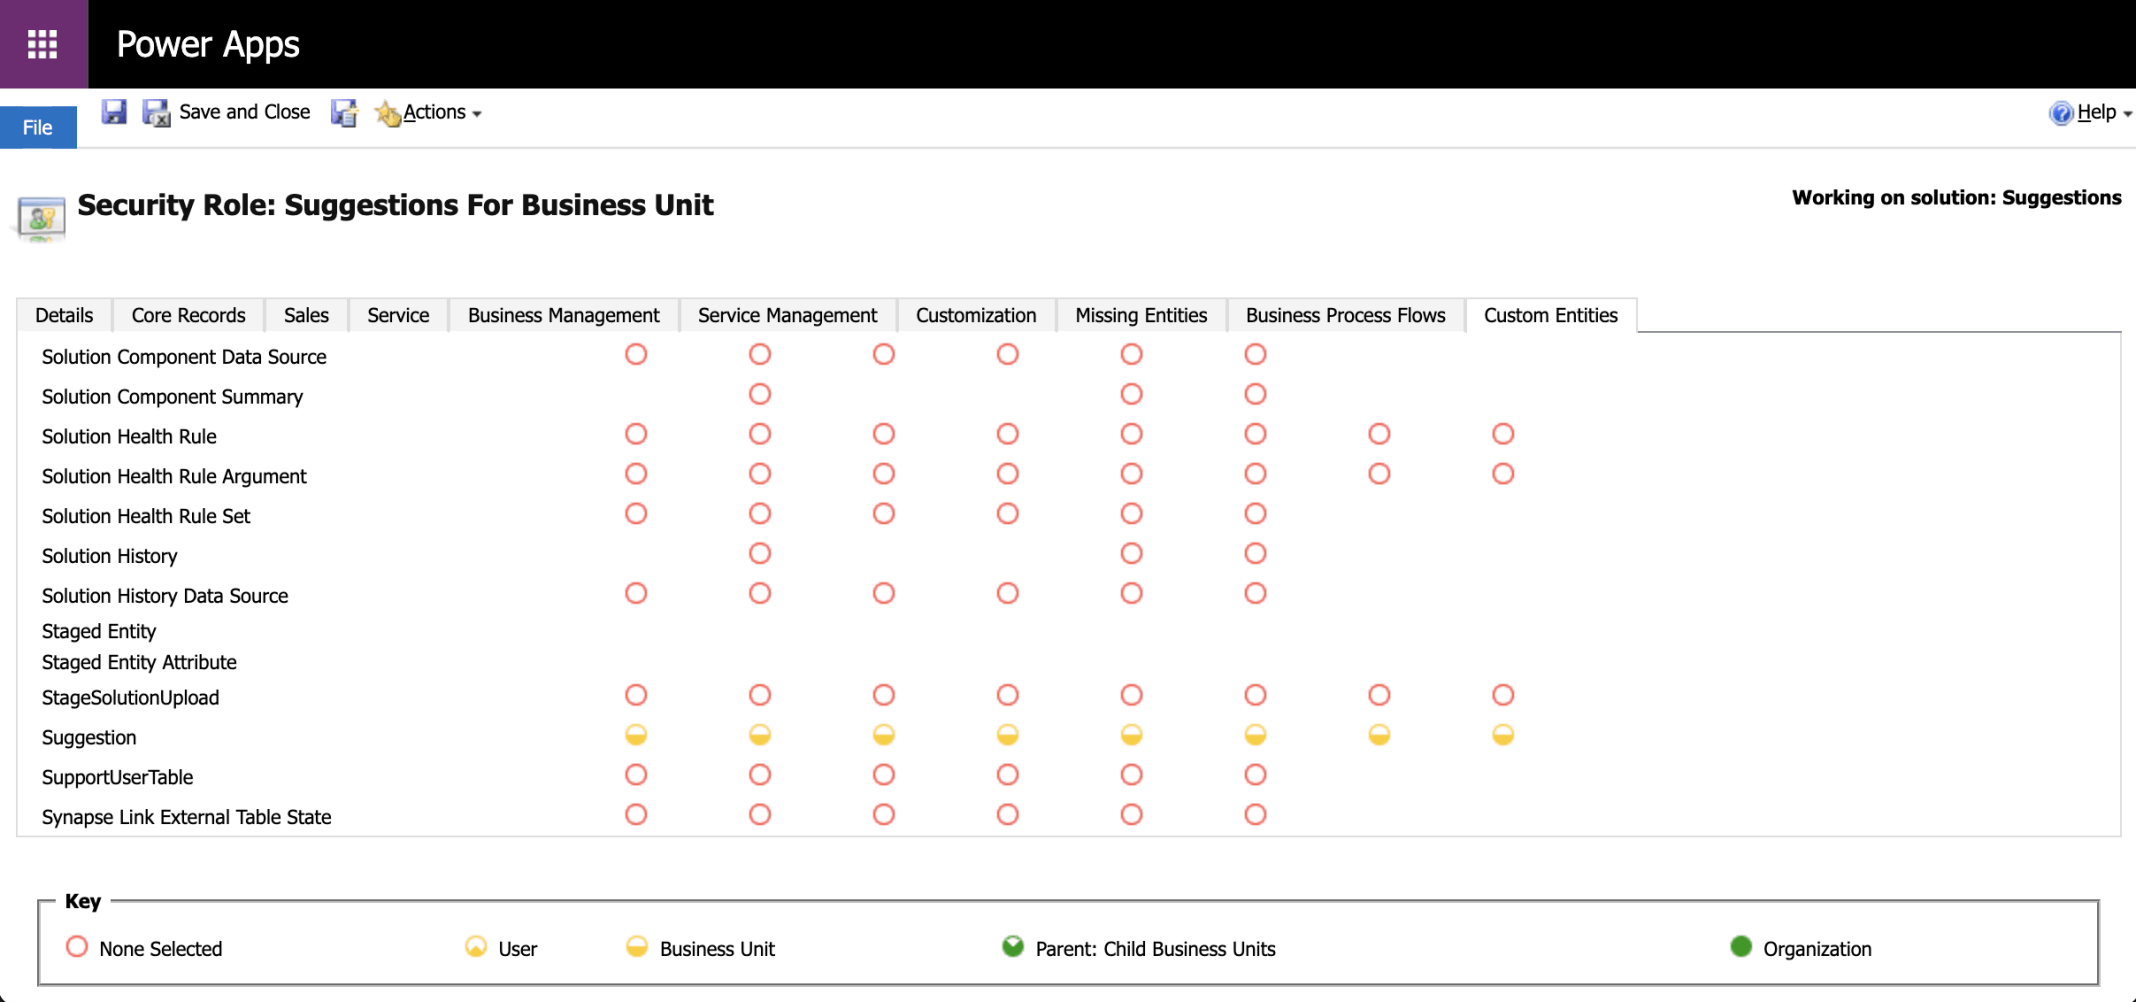 Power Apps
File
Save and Close
Actions
Help
Security Role: Suggestions For Business Unit
Working on solution: Suggestions
Details
Core Records
Sales
Service
Business Management
Service Management
Customization
Missing Entities
Business Process Flows
Custom Entities
Solution Component Data Source
Solution Component Summary
Solution Health Rule
Solution Health Rule Argument
Solution Health Rule Set
Solution History
Solution History Data Source
Staged Entity
Staged Entity Attribute
StageSolutionUpload
Suggestion
SupportUserTable
Synapse Link External Table State
Key
None Selected
User
Business Unit
Parent: Child Business Units
Organization